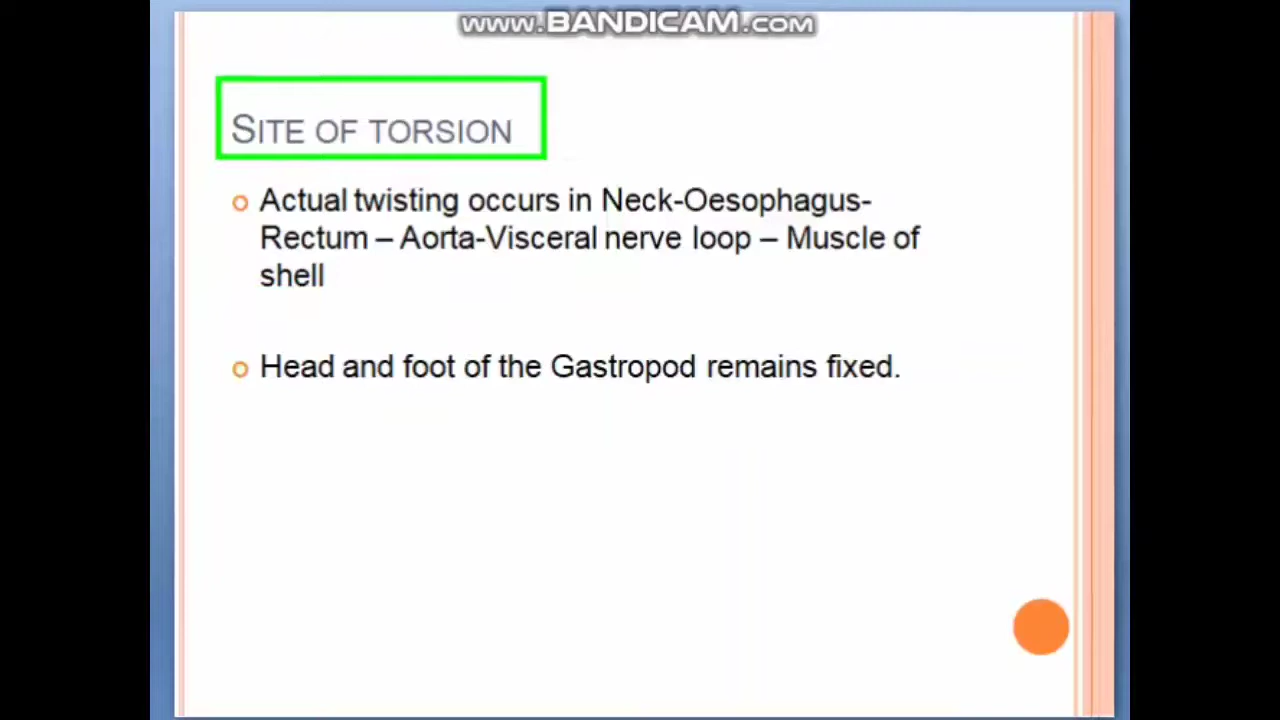 www.BANDICAM.com
SITE OF TORSION
Actual twisting occurs in Neck-Oesophagus-
Rectum – Aorta-Visceral nerve loop – Muscle of
shell
Head and foot of the Gastropod remains fixed.